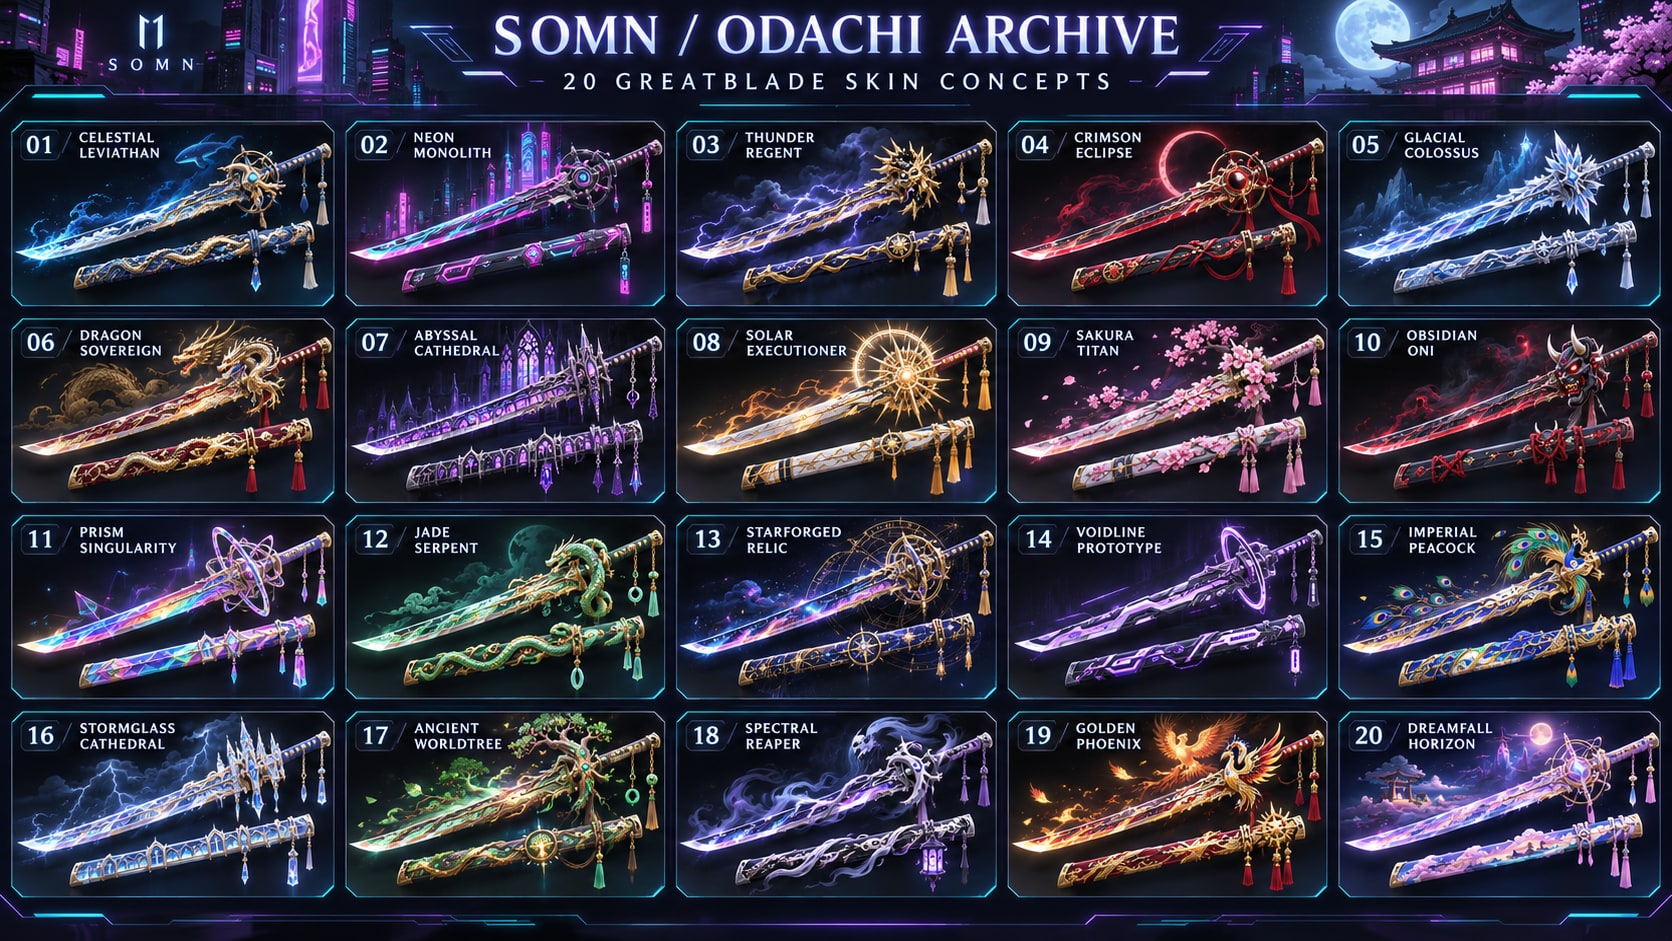 SOMN
SOMN / ODACHI ARCHIVE
20 GREATBLADE SKIN CONCEPTS
01 / CELESTIAL
LEVIATHAN
02 / NEON
MONOLITH
03 / THUNDER
REGENT
04 / CRIMSON
ECLIPSE
05 / GLACIAL
COLOSSUS
06 / DRAGON
SOVEREIGN
07 / ABYSSAL
CATHEDRAL
08 / SOLAR
EXECUTIONER
09 / SAKURA
TITAN
10 / OBSIDIAN
ONI
11 / PRISM
SINGULARITY
12 / JADE
SERPENT
13 / STARFORGED
RELIC
14 / VOIDLINE
PROTOTYPE
15 / IMPERIAL
PEACOCK
16 / STORMGLASS
CATHEDRAL
17 / ANCIENT
WORLDTREE
18 / SPECTRAL
REAPER
19 / GOLDEN
PHOENIX
20 / DREAMFALL
HORIZON